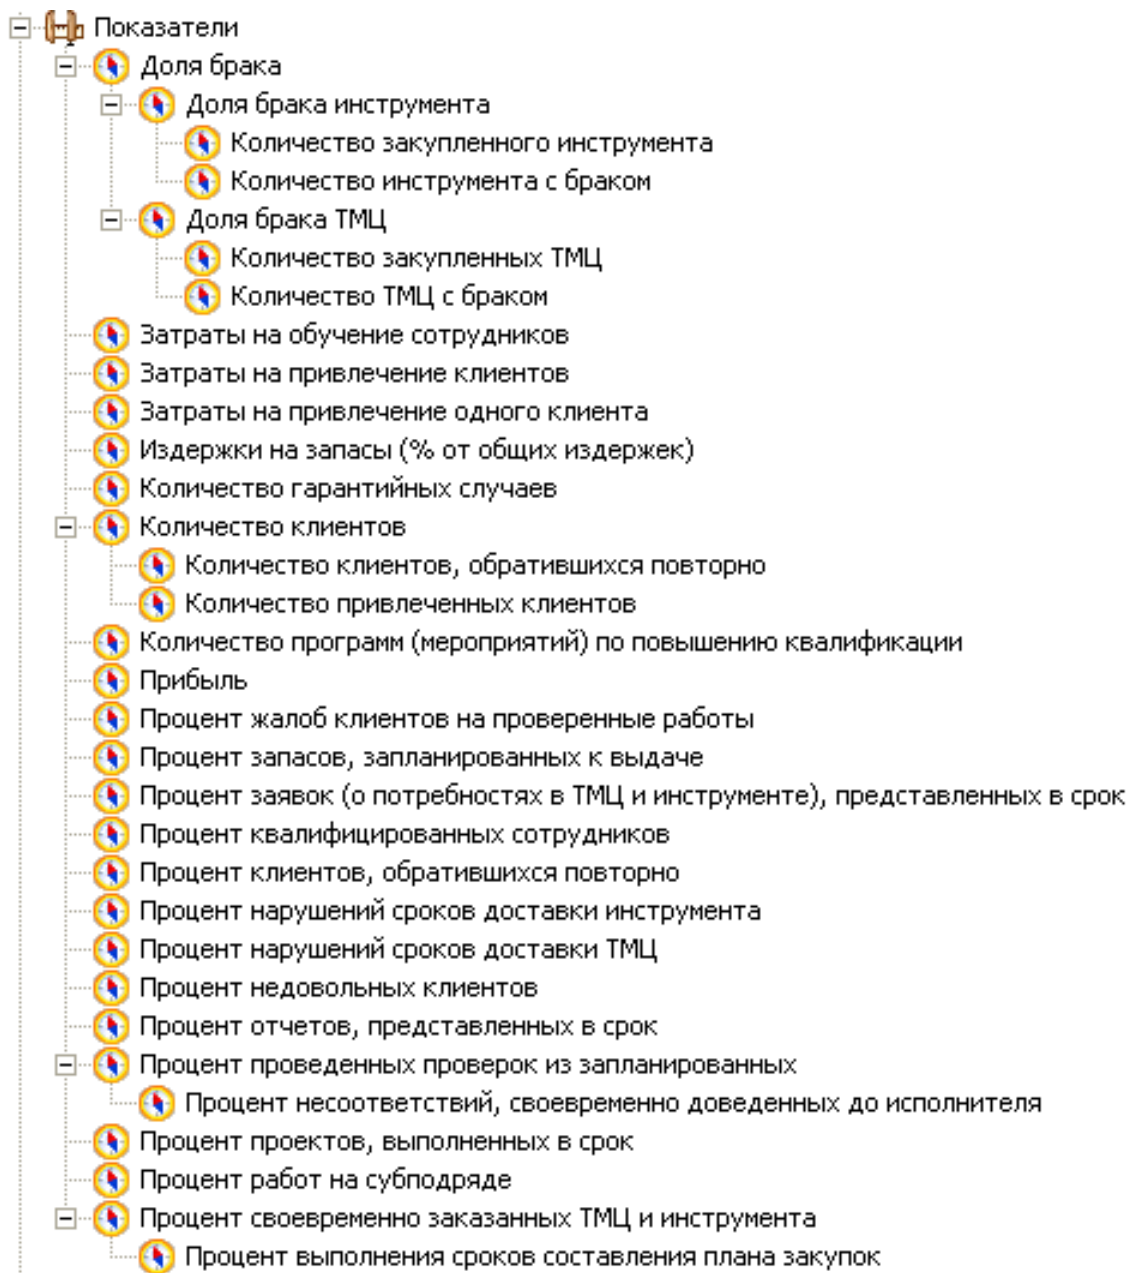 Показатели
Доля брака
Доля брака инструмента
Количество закупленного инструмента
Количество инструмента с браком
Доля брака ТМЦ
Количество закупленных ТМЦ
Количество ТМЦ с браком
Затраты на обучение сотрудников
Затраты на привлечение клиентов
Затраты на привлечение одного клиента
Издержки на запасы (% от общих издержек)
Количество гарантийных случаев
Количество клиентов
Количество клиентов, обратившихся повторно
Количество привлеченных клиентов
Количество программ (мероприятий) по повышению квалификации
Прибыль
Процент жалоб клиентов на проверенные работы
Процент запасов, запланированных к выдаче
Процент заявок (о потребностях в ТМЦ и инструменте), представленных в срок
Процент квалифицированных сотрудников
Процент клиентов, обратившихся повторно
Процент нарушений сроков доставки инструмента
Процент нарушений сроков доставки ТМЦ
Процент недовольных клиентов
Процент отчетов, представленных в срок
Процент проведенных проверок из запланированных
Процент несоответствий, своевременно доведенных до исполнителя
Процент проектов, выполненных в срок
Процент работ на субподряде
Процент своевременно заказанных ТМЦ и инструмента
Процент выполнения сроков составления плана закупок